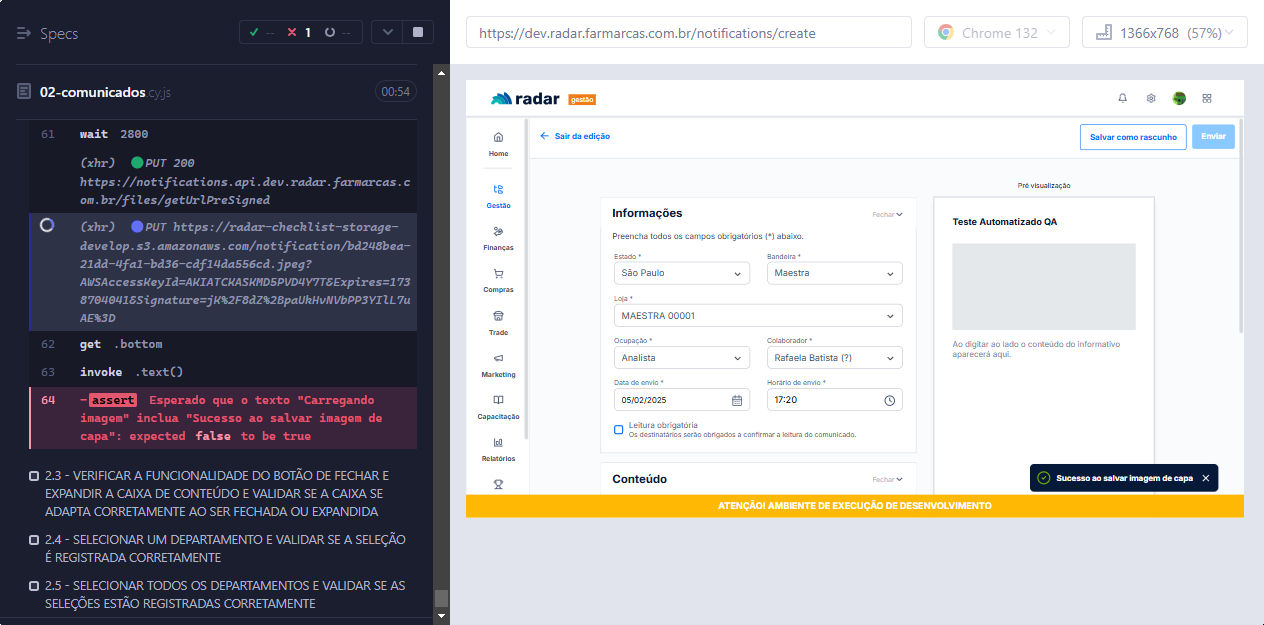 Specs
-- 1 --
02-comunicados.cy.js
00:54
61 wait 2800
(xhr) PUT 200
https://notifications.api.dev.radar.farmarcas.c
om.br/files/getUrlPreSigned
(xhr) PUT https://radar-checklist-storage-
develop.s3.amazonaws.com/notification/bd248bea-
21dd-4fa1-bd36-cdf14da556cd.jpeg?
AWSAccessKeyId=AKIATCKASKMD5PVD4Y7T&Expires=173
8704041&Signature=jK%2F8dZ%2BpaUkHvNVbPP3YIlL7u
AE%3D
62 get .bottom
63 invoke .text()
64 -assert Esperado que o texto "Carregando
imagem" inclua "Sucesso ao salvar imagem de
capa": expected false to be true
2.3 - VERIFICAR A FUNCIONALIDADE DO BOTÃO DE FECHAR E
EXPANDIR A CAIXA DE CONTEÚDO E VALIDAR SE A CAIXA SE
ADAPTA CORRETAMENTE AO SER FECHADA OU EXPANDIDA
2.4 - SELECIONAR UM DEPARTAMENTO E VALIDAR SE A SELEÇÃO
É REGISTRADA CORRETAMENTE
2.5 - SELECIONAR TODOS OS DEPARTAMENTOS E VALIDAR SE AS
SELEÇÕES ESTÃO REGISTRADAS CORRETAMENTE
https://dev.radar.farmarcas.com.br/notifications/create
Chrome 132
1366x768 (57%)
radar gestão
Home
Gestão
Finanças
Compras
Trade
Marketing
Capacitação
Relatórios
Sair da edição
Salvar como rascunho
Enviar
Informações
Fechar
Preencha todos os campos obrigatórios (*) abaixo.
Estado * Bandeira *
São Paulo Maestra
Loja *
MAESTRA 00001
Ocupação * Colaborador *
Analista Rafaela Batista (?)
Data de envio * Horário de envio *
05/02/2025 17:20
Leitura obrigatória
Os destinatários serão obrigados a confirmar a leitura do comunicado.
Conteúdo
Fechar
Pré visualização
Teste Automatizado QA
Ao digitar ao lado o conteúdo do informativo
aparecerá aqui.
Sucesso ao salvar imagem de capa
ATENÇÃO! AMBIENTE DE EXECUÇÃO DE DESENVOLVIMENTO